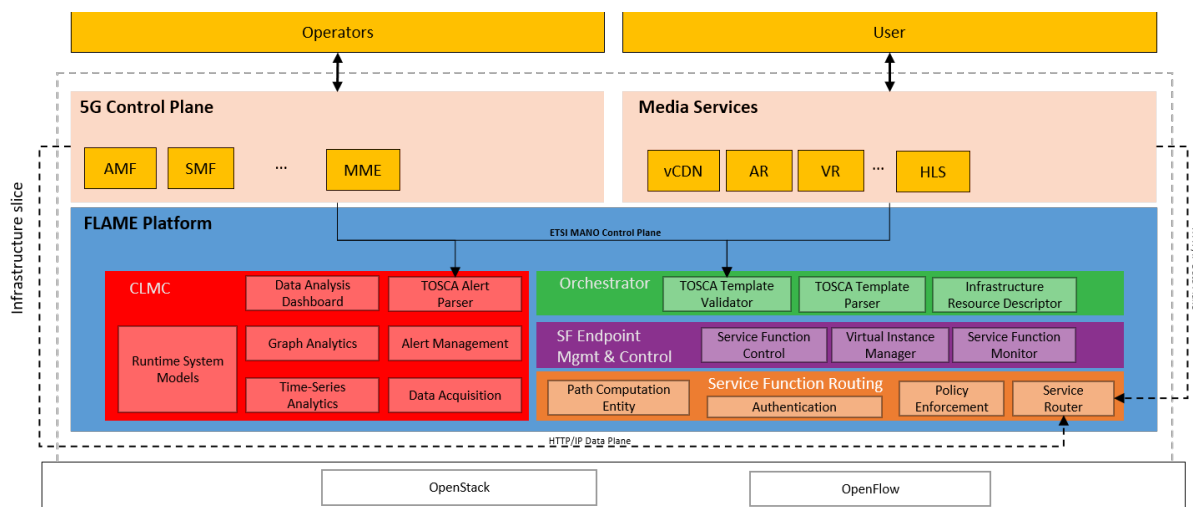 Operators
User
5G Control Plane
Media Services
AMF
SMF
...
MME
vCDN
AR
VR
...
HLS
Infrastructure slice
FLAME Platform
ETSI MANO Control Plane
CLMC
Data Analysis
Dashboard
TOSCA Alert
Parser
Runtime System
Models
Graph Analytics
Alert Management
Time-Series
Analytics
Data Acquisition
Orchestrator
TOSCA Template
Validator
TOSCA Template
Parser
Infrastructure
Resource Descriptor
SF Endpoint
Mgmt & Control
Service Function
Control
Virtual Instance
Manager
Service Function
Monitor
Service Function Routing
Path Computation
Entity
Authentication
Policy
Enforcement
Service
Router
HTTP/IP Data Plane
OpenStack
OpenFlow